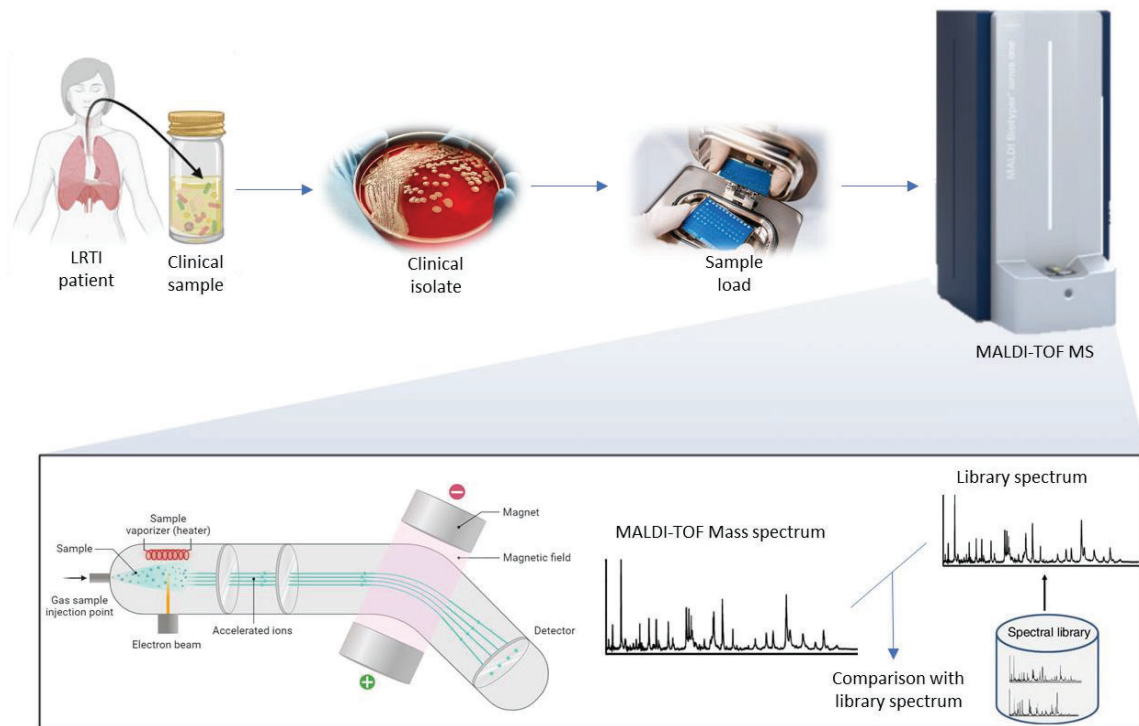 LRTI
patient
Clinical
sample
Clinical
isolate
Sample
load
MALDI Biotyper
MALDI-TOF MS
Sample
vaporizer (heater)
Sample
Gas sample
injection point
Electron beam
Accelerated ions
Magnet
Magnetic field
Detector
MALDI-TOF Mass spectrum
Library spectrum
Comparison with
library spectrum
Spectral library